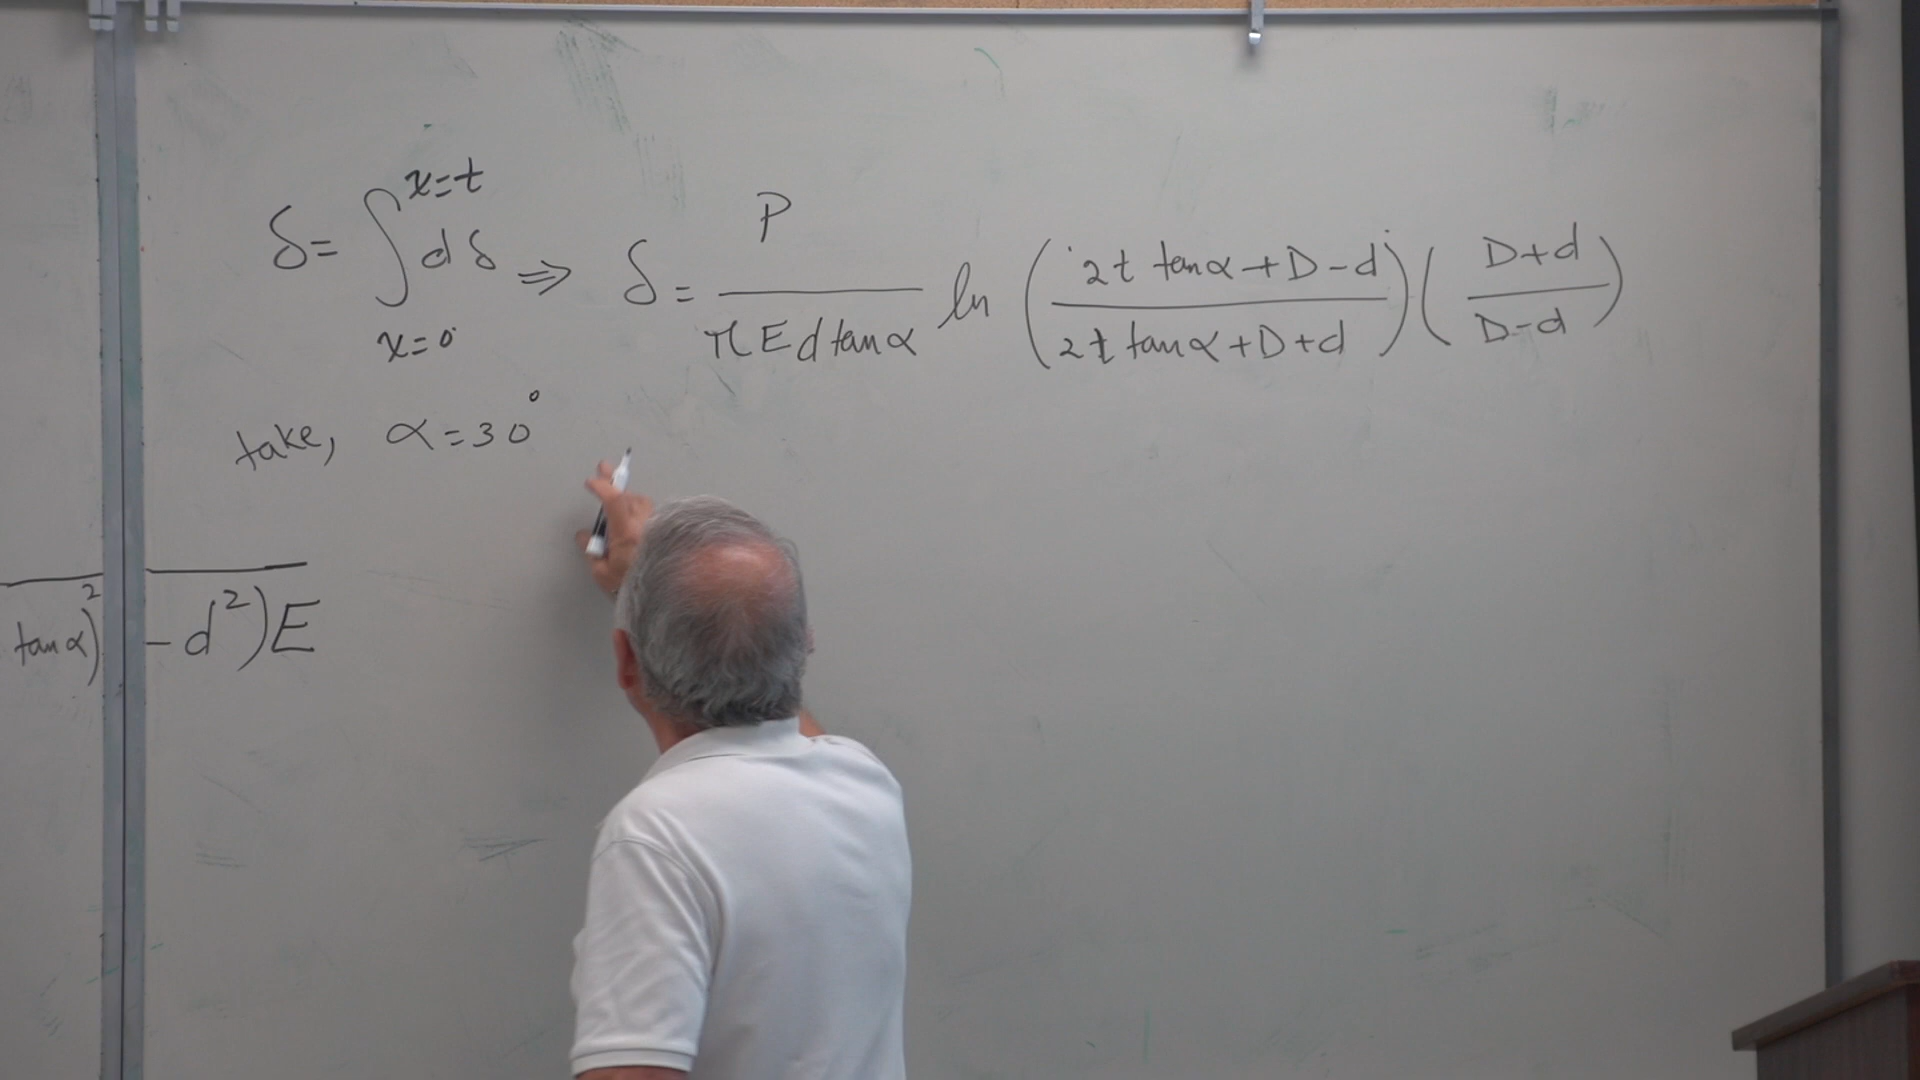 δ = ∫_{x=0}^{x=t} dδ ⇒ δ = P / (π E d tan α) ln ( (2t tan α + D - d) / (2t tan α + D + d) ) ( (D + d) / (D - d) )
take, α = 30°
tan α)² - d²) E